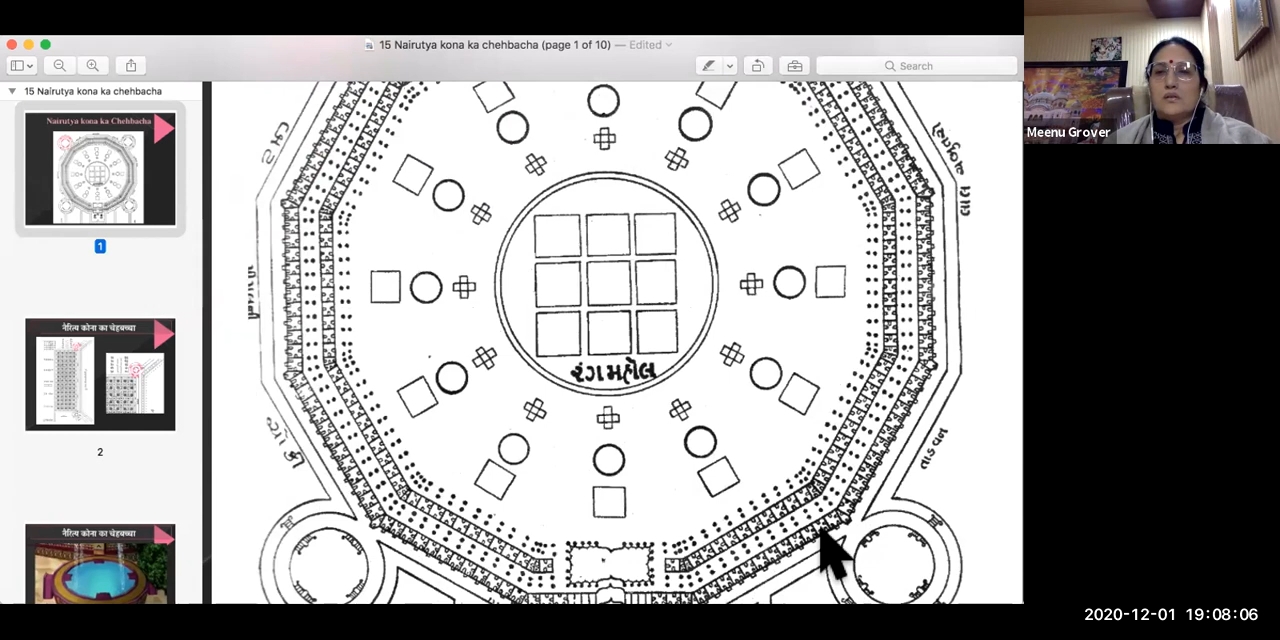 15 Nairutya kona ka chehbacha (page 1 of 10) — Edited
Search
15 Nairutya kona ka chehbacha
Nairutya kona ka Chehbacha
1
नैरित्य कोना का चेहबच्चा
2
नैरित्य कोना का चेहबच्चा
રંગમહોલ
તાડવન
Meenu Grover
2020-12-01 19:08:06